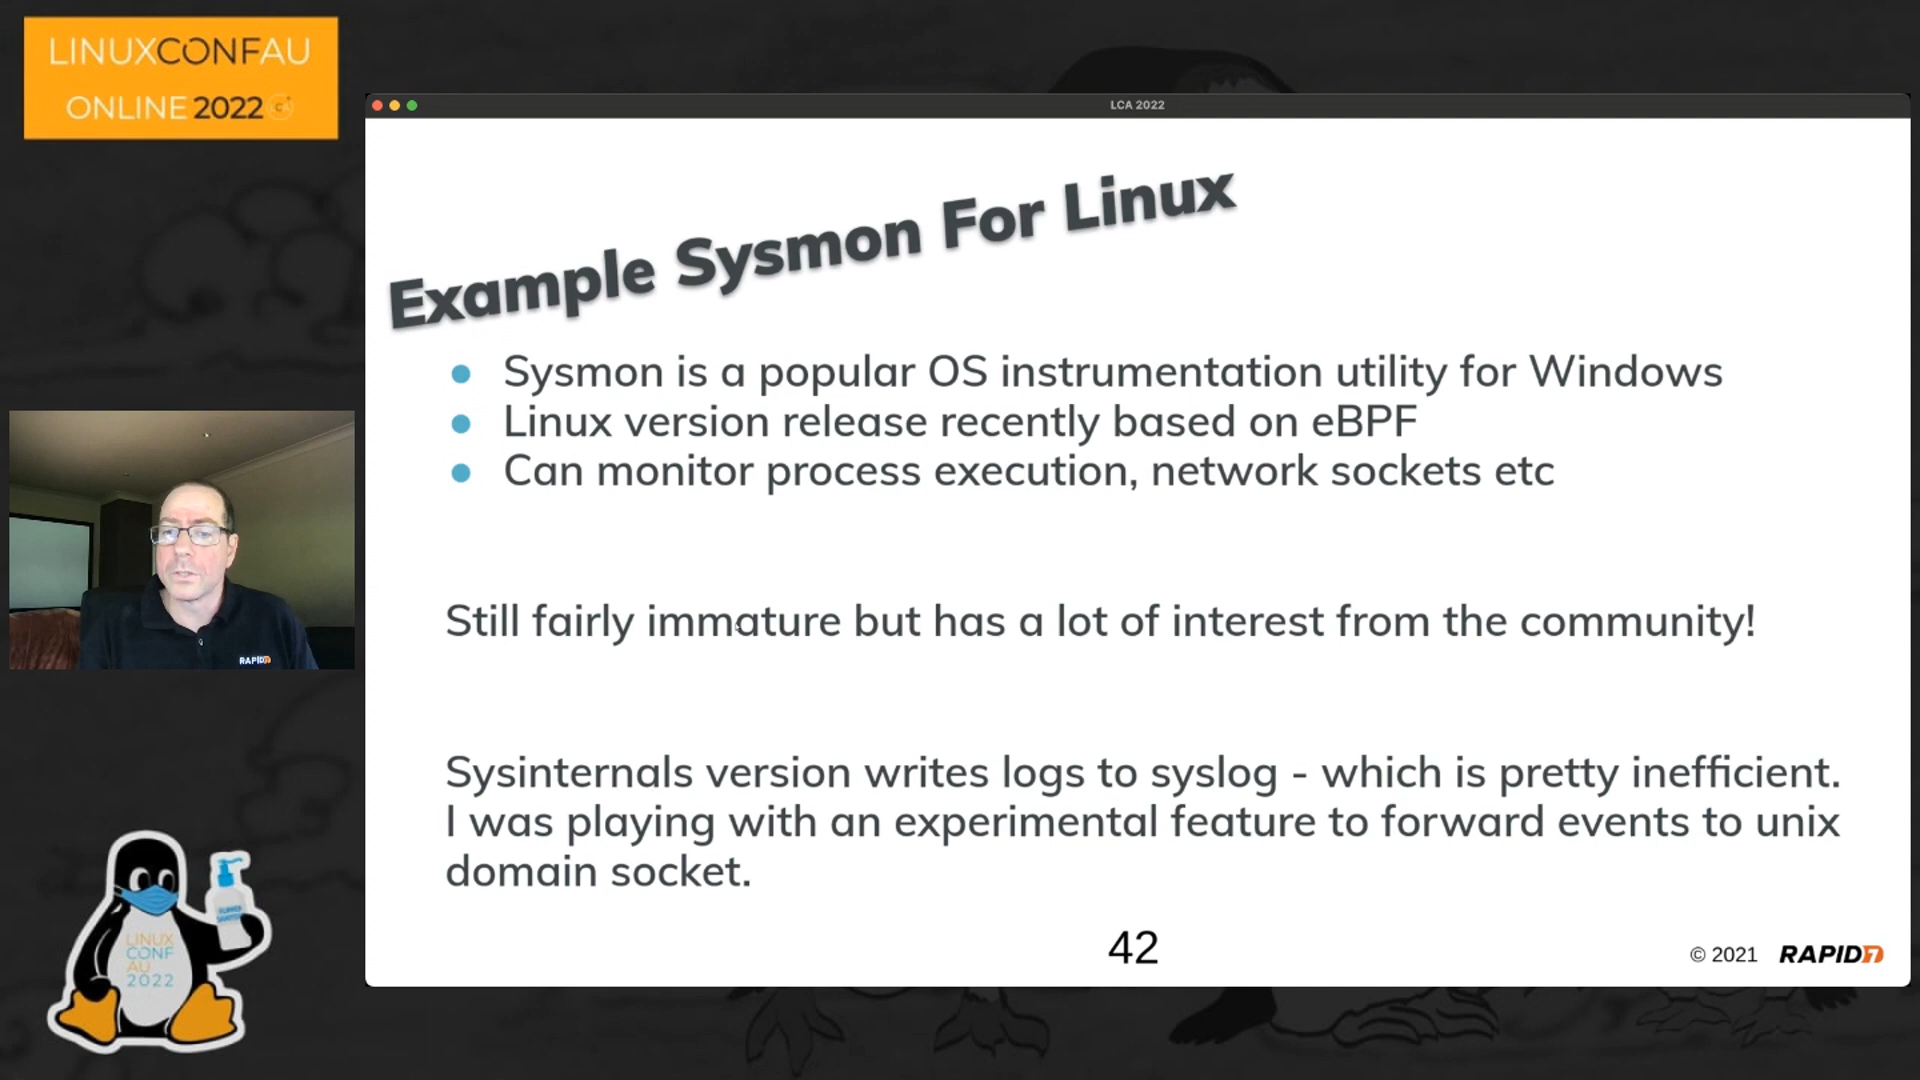 LINUXCONFAU
ONLINE 2022
LCA 2022
Example Sysmon For Linux
Sysmon is a popular OS instrumentation utility for Windows
Linux version release recently based on eBPF
Can monitor process execution, network sockets etc
Still fairly immature but has a lot of interest from the community!
Sysinternals version writes logs to syslog - which is pretty inefficient.
I was playing with an experimental feature to forward events to unix
domain socket.
42
© 2021 RAPID7
RAPID7
LINUX
CONF
AU
2022